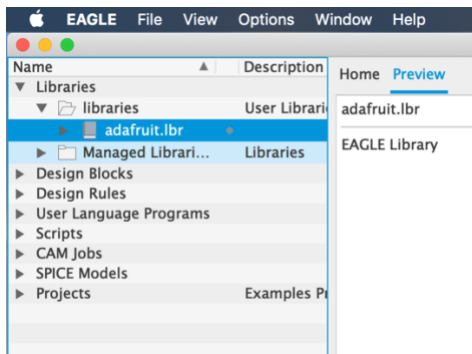 EAGLE File View Options Window Help
Name Description
Libraries
libraries User Librari
adafruit.lbr
Managed Librari... Libraries
Design Blocks
Design Rules
User Language Programs
Scripts
CAM Jobs
SPICE Models
Projects Examples Pr
Home Preview
adafruit.lbr
EAGLE Library